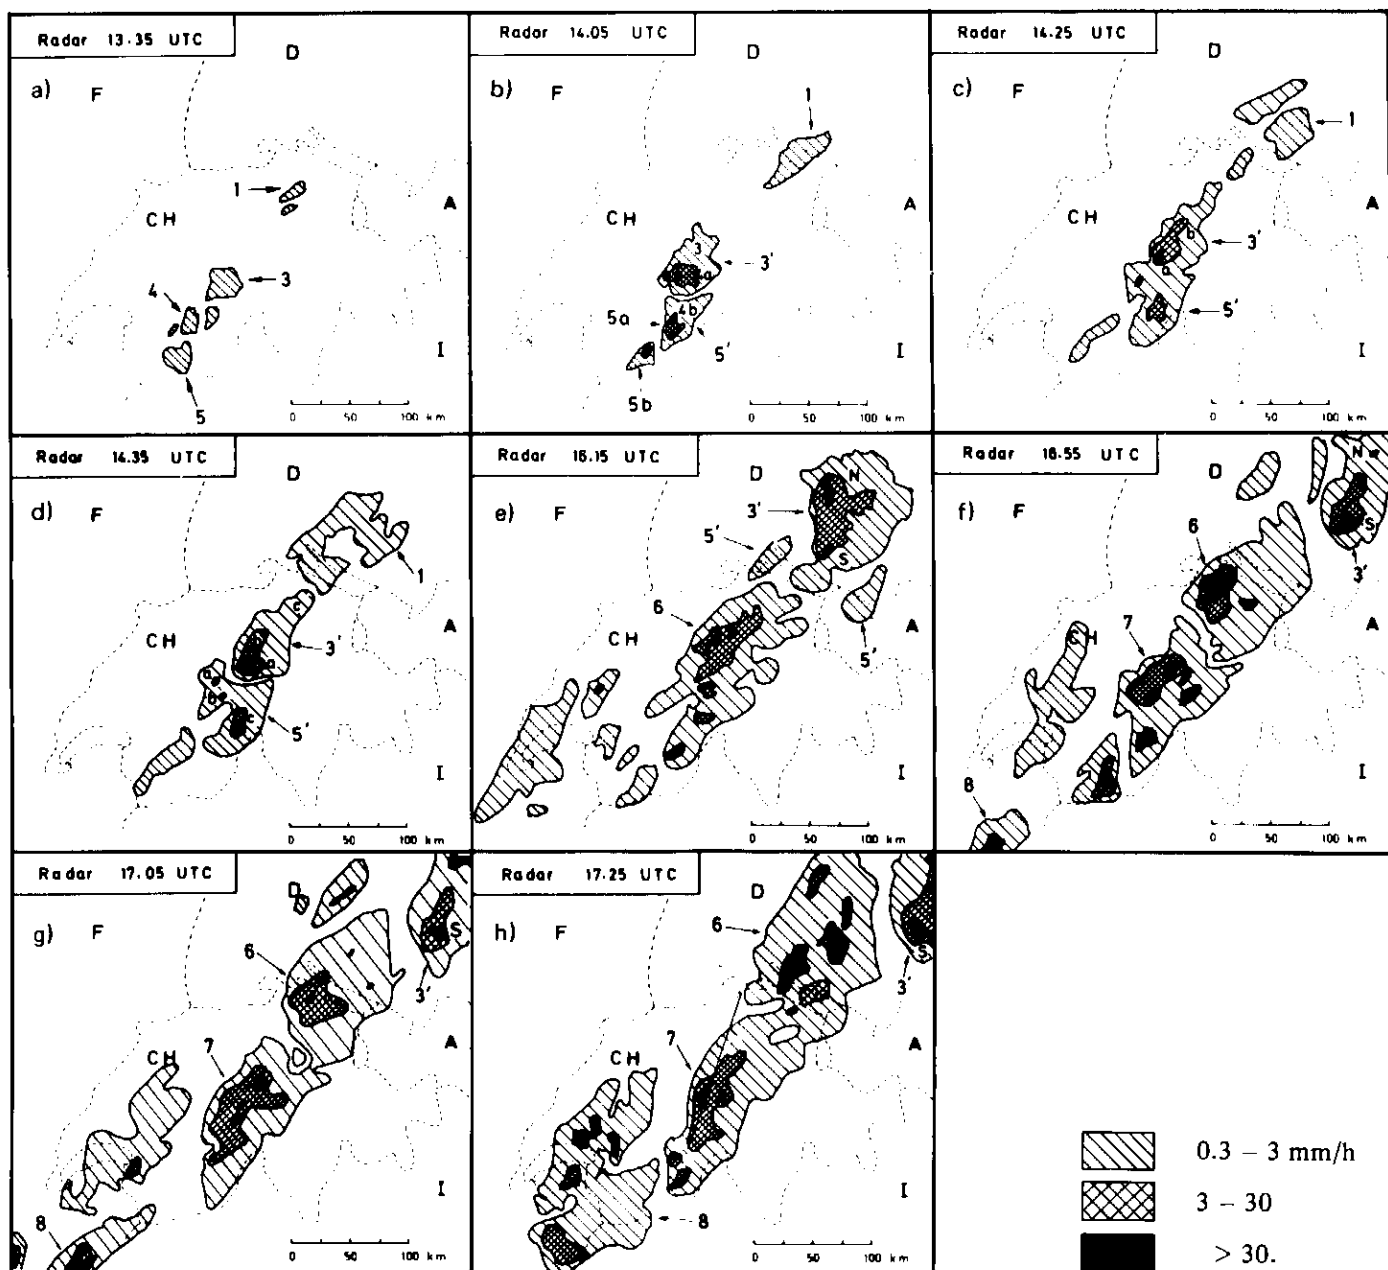 Radar 13.35 UTC
D
a) F
1
CH
A
3
4
I
5
0 50 100 km
Radar 14.05 UTC
D
b) F
1
CH
A
3
3'
a
4b
5a
5'
I
5b
0 50 100 km
Radar 14.25 UTC
D
c) F
1
CH
A
b
3'
a
5'
I
0 50 100 km
Radar 14.35 UTC
D
d) F
1
c
CH
A
b
3'
a
a
b
c
5'
I
0 50 100 km
Radar 16.15 UTC
D
N
e) F
3'
5'
S
6
CH
A
5'
I
0 50 100 km
Radar 16.55 UTC
D
N
f) F
6
S
3'
CH
7
A
8
I
0 50 100 km
Radar 17.05 UTC
D
g) F
6
S
3'
7
CH
A
I
8
0 50 100 km
Radar 17.25 UTC
D
h) F
6
S
3'
7
CH
A
I
8
0 50 100 km
0.3 – 3 mm/h
3 – 30
> 30.